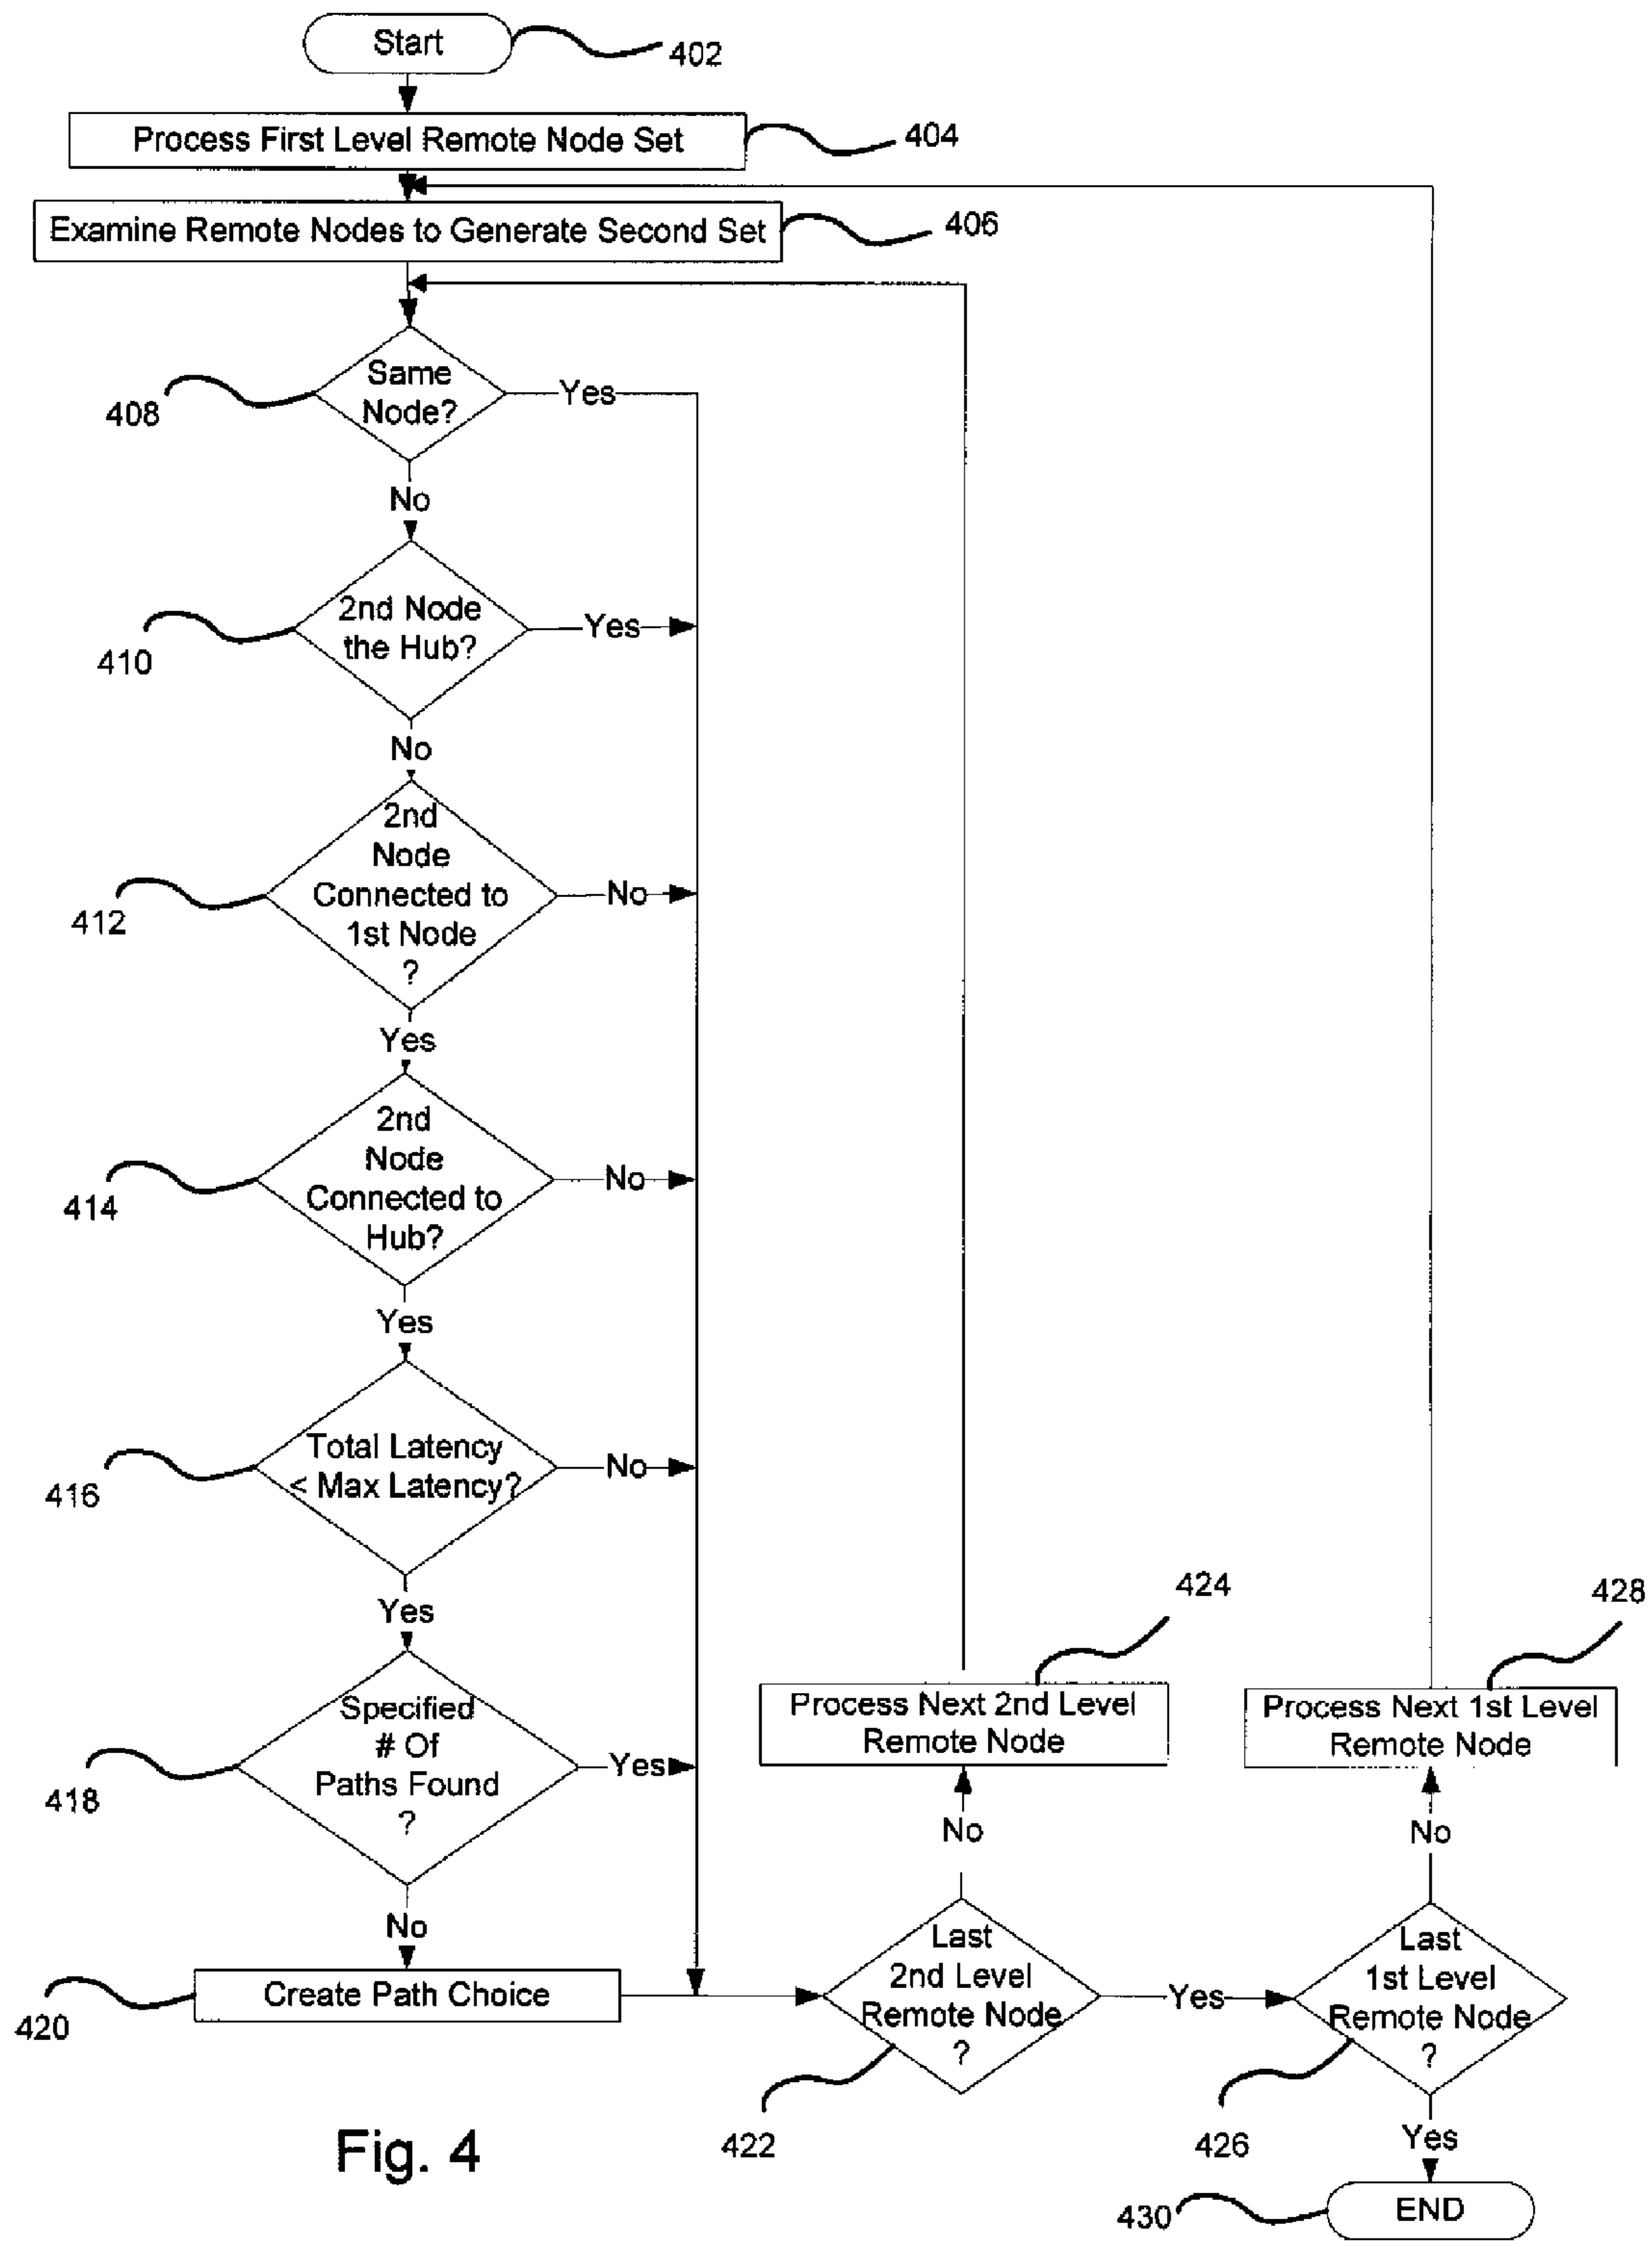 Start
402
Process First Level Remote Node Set
404
Examine Remote Nodes to Generate Second Set
406
Same
Node?
Yes
408
No
2nd Node
the Hub?
Yes
410
No
2nd
Node
Connected to
1st Node
?
No
412
Yes
2nd
Node
Connected to
Hub?
No
414
Yes
Total Latency
< Max Latency?
No
416
Yes
Specified
# Of
Paths Found
?
Yes
418
No
Create Path Choice
420
424
Process Next 2nd Level
Remote Node
No
Last
2nd Level
Remote Node
?
422
Yes
428
Process Next 1st Level
Remote Node
No
Last
1st Level
Remote Node
?
426
Yes
END
430
Fig. 4